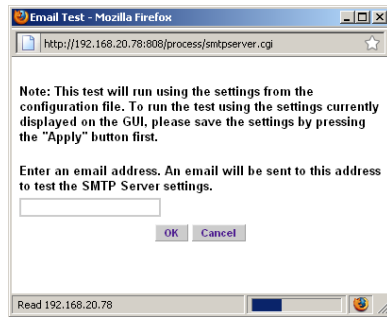 Email Test - Mozilla Firefox
http://192.168.20.78:808/process/smtpserver.cgi
Note: This test will run using the settings from the
configuration file. To run the test using the settings currently
displayed on the GUI, please save the settings by pressing
the "Apply" button first.
Enter an email address. An email will be sent to this address
to test the SMTP Server settings.
OK Cancel
Read 192.168.20.78